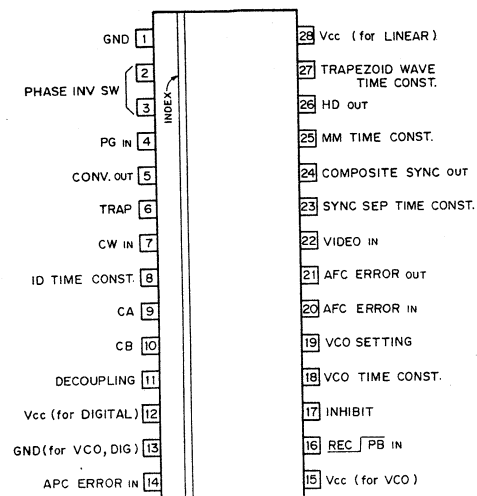 GND 1
2
PHASE INV SW
3
PG IN 4
CONV. OUT 5
TRAP 6
CW IN 7
ID TIME CONST. 8
CA 9
CB 10
DECOUPLING 11
Vcc (for DIGITAL) 12
GND (for VCO, DIG) 13
APC ERROR IN 14
INDEX
28 Vcc (for LINEAR)
27 TRAPEZOID WAVE
TIME CONST.
26 HD OUT
25 MM TIME CONST.
24 COMPOSITE SYNC OUT
23 SYNC SEP TIME CONST.
22 VIDEO IN
21 AFC ERROR OUT
20 AFC ERROR IN
19 VCO SETTING
18 VCO TIME CONST.
17 INHIBIT
16 REC PB IN
15 Vcc (for VCO)